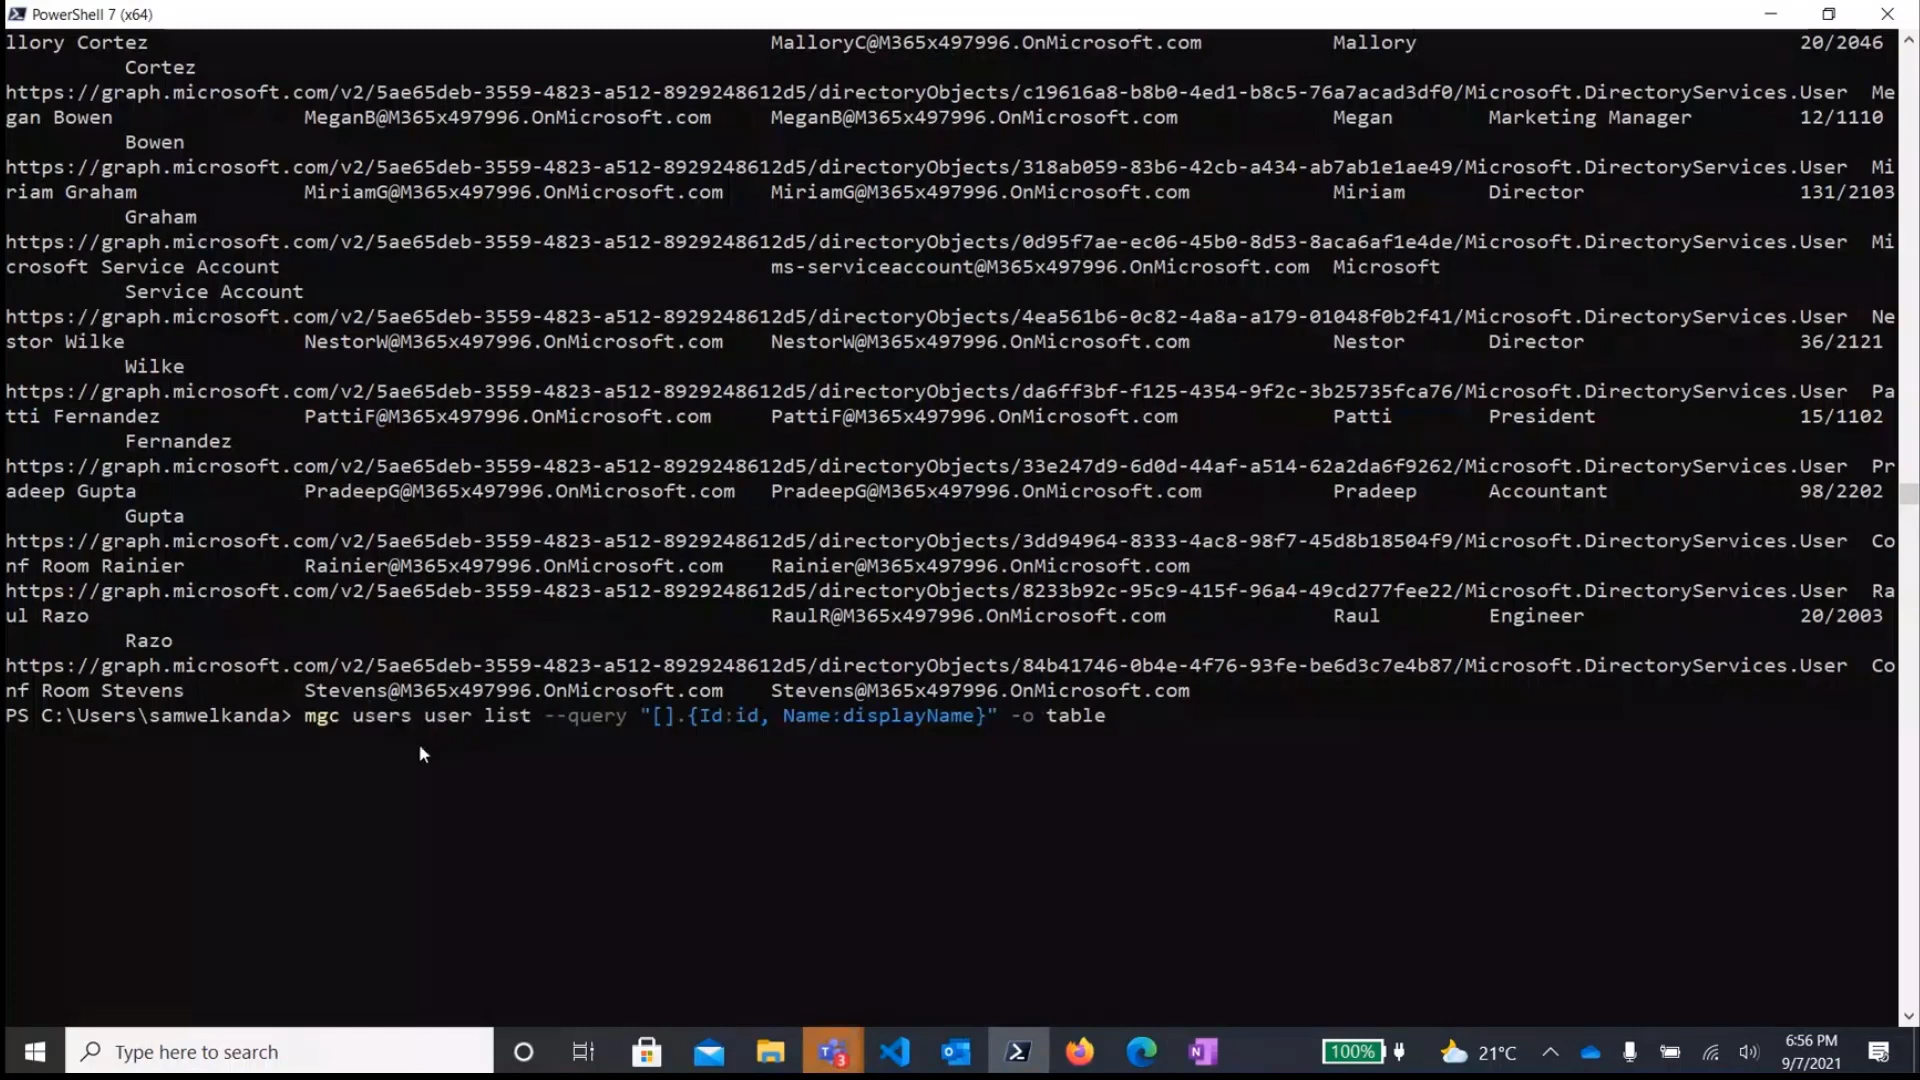 PowerShell 7 (x64)
llory Cortez MalloryC@M365x497996.OnMicrosoft.com Mallory 20/2046
Cortez
https://graph.microsoft.com/v2/5ae65deb-3559-4823-a512-8929248612d5/directoryObjects/c19616a8-b8b0-4ed1-b8c5-76a7acad3df0/Microsoft.DirectoryServices.User Me
gan Bowen MeganB@M365x497996.OnMicrosoft.com MeganB@M365x497996.OnMicrosoft.com Megan Marketing Manager 12/1110
Bowen
https://graph.microsoft.com/v2/5ae65deb-3559-4823-a512-8929248612d5/directoryObjects/318ab059-83b6-42cb-a434-ab7ab1e1ae49/Microsoft.DirectoryServices.User Mi
riam Graham MiriamG@M365x497996.OnMicrosoft.com MiriamG@M365x497996.OnMicrosoft.com Miriam Director 131/2103
Graham
https://graph.microsoft.com/v2/5ae65deb-3559-4823-a512-8929248612d5/directoryObjects/0d95f7ae-ec06-45b0-8d53-8aca6af1e4de/Microsoft.DirectoryServices.User Mi
crosoft Service Account ms-serviceaccount@M365x497996.OnMicrosoft.com Microsoft
Service Account
https://graph.microsoft.com/v2/5ae65deb-3559-4823-a512-8929248612d5/directoryObjects/4ea561b6-0c82-4a8a-a179-01048f0b2f41/Microsoft.DirectoryServices.User Ne
stor Wilke NestorW@M365x497996.OnMicrosoft.com NestorW@M365x497996.OnMicrosoft.com Nestor Director 36/2121
Wilke
https://graph.microsoft.com/v2/5ae65deb-3559-4823-a512-8929248612d5/directoryObjects/da6ff3bf-f125-4354-9f2c-3b25735fca76/Microsoft.DirectoryServices.User Pa
tti Fernandez PattiF@M365x497996.OnMicrosoft.com PattiF@M365x497996.OnMicrosoft.com Patti President 15/1102
Fernandez
https://graph.microsoft.com/v2/5ae65deb-3559-4823-a512-8929248612d5/directoryObjects/33e247d9-6d0d-44af-a514-62a2da6f9262/Microsoft.DirectoryServices.User Pr
adeep Gupta PradeepG@M365x497996.OnMicrosoft.com PradeepG@M365x497996.OnMicrosoft.com Pradeep Accountant 98/2202
Gupta
https://graph.microsoft.com/v2/5ae65deb-3559-4823-a512-8929248612d5/directoryObjects/3dd94964-8333-4ac8-98f7-45d8b18504f9/Microsoft.DirectoryServices.User Co
nf Room Rainier Rainier@M365x497996.OnMicrosoft.com Rainier@M365x497996.OnMicrosoft.com
https://graph.microsoft.com/v2/5ae65deb-3559-4823-a512-8929248612d5/directoryObjects/8233b92c-95c9-415f-96a4-49cd277fee22/Microsoft.DirectoryServices.User Ra
ul Razo RaulR@M365x497996.OnMicrosoft.com Raul Engineer 20/2003
Razo
https://graph.microsoft.com/v2/5ae65deb-3559-4823-a512-8929248612d5/directoryObjects/84b41746-0b4e-4f76-93fe-be6d3c7e4b87/Microsoft.DirectoryServices.User Co
nf Room Stevens Stevens@M365x497996.OnMicrosoft.com Stevens@M365x497996.OnMicrosoft.com
PS C:\Users\samwelkanda> mgc users user list --query "[].{Id:id, Name:displayName}" -o table
Type here to search 3 100% 21°C 6:56 PM
9/7/2021